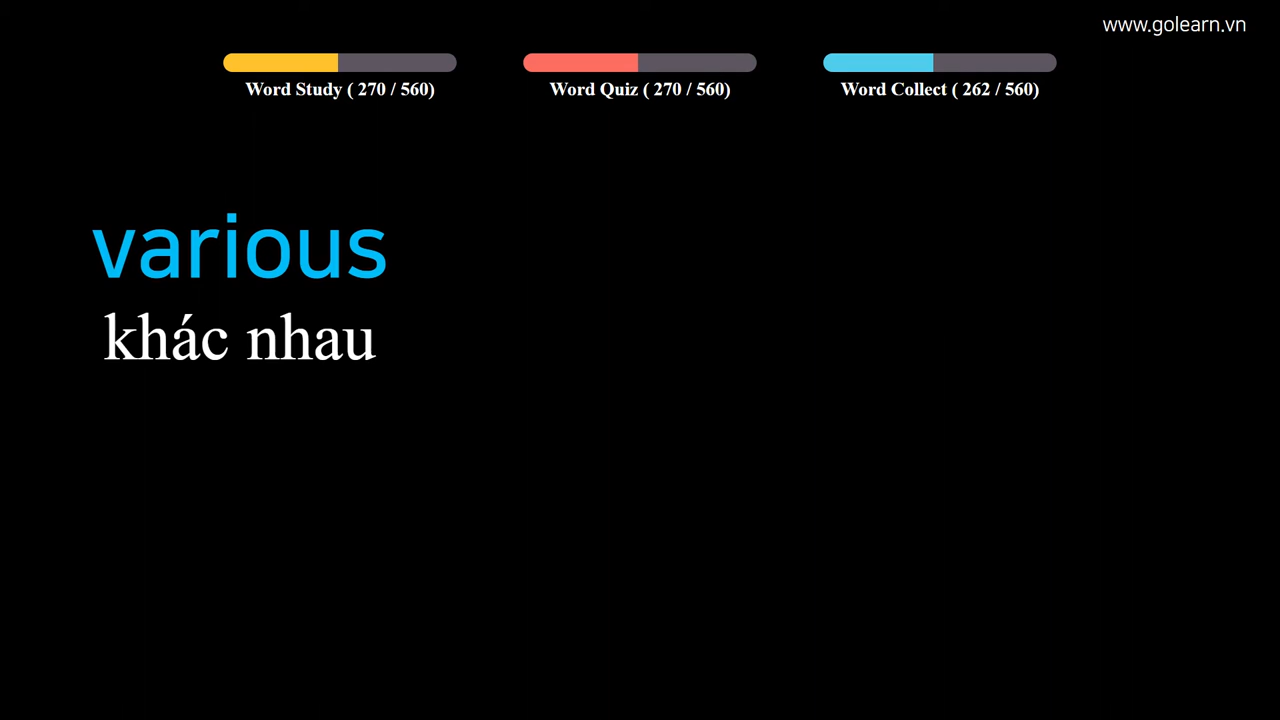 www.golearn.vn
Word Study ( 270 / 560)
Word Quiz ( 270 / 560)
Word Collect ( 262 / 560)
various
khác nhau